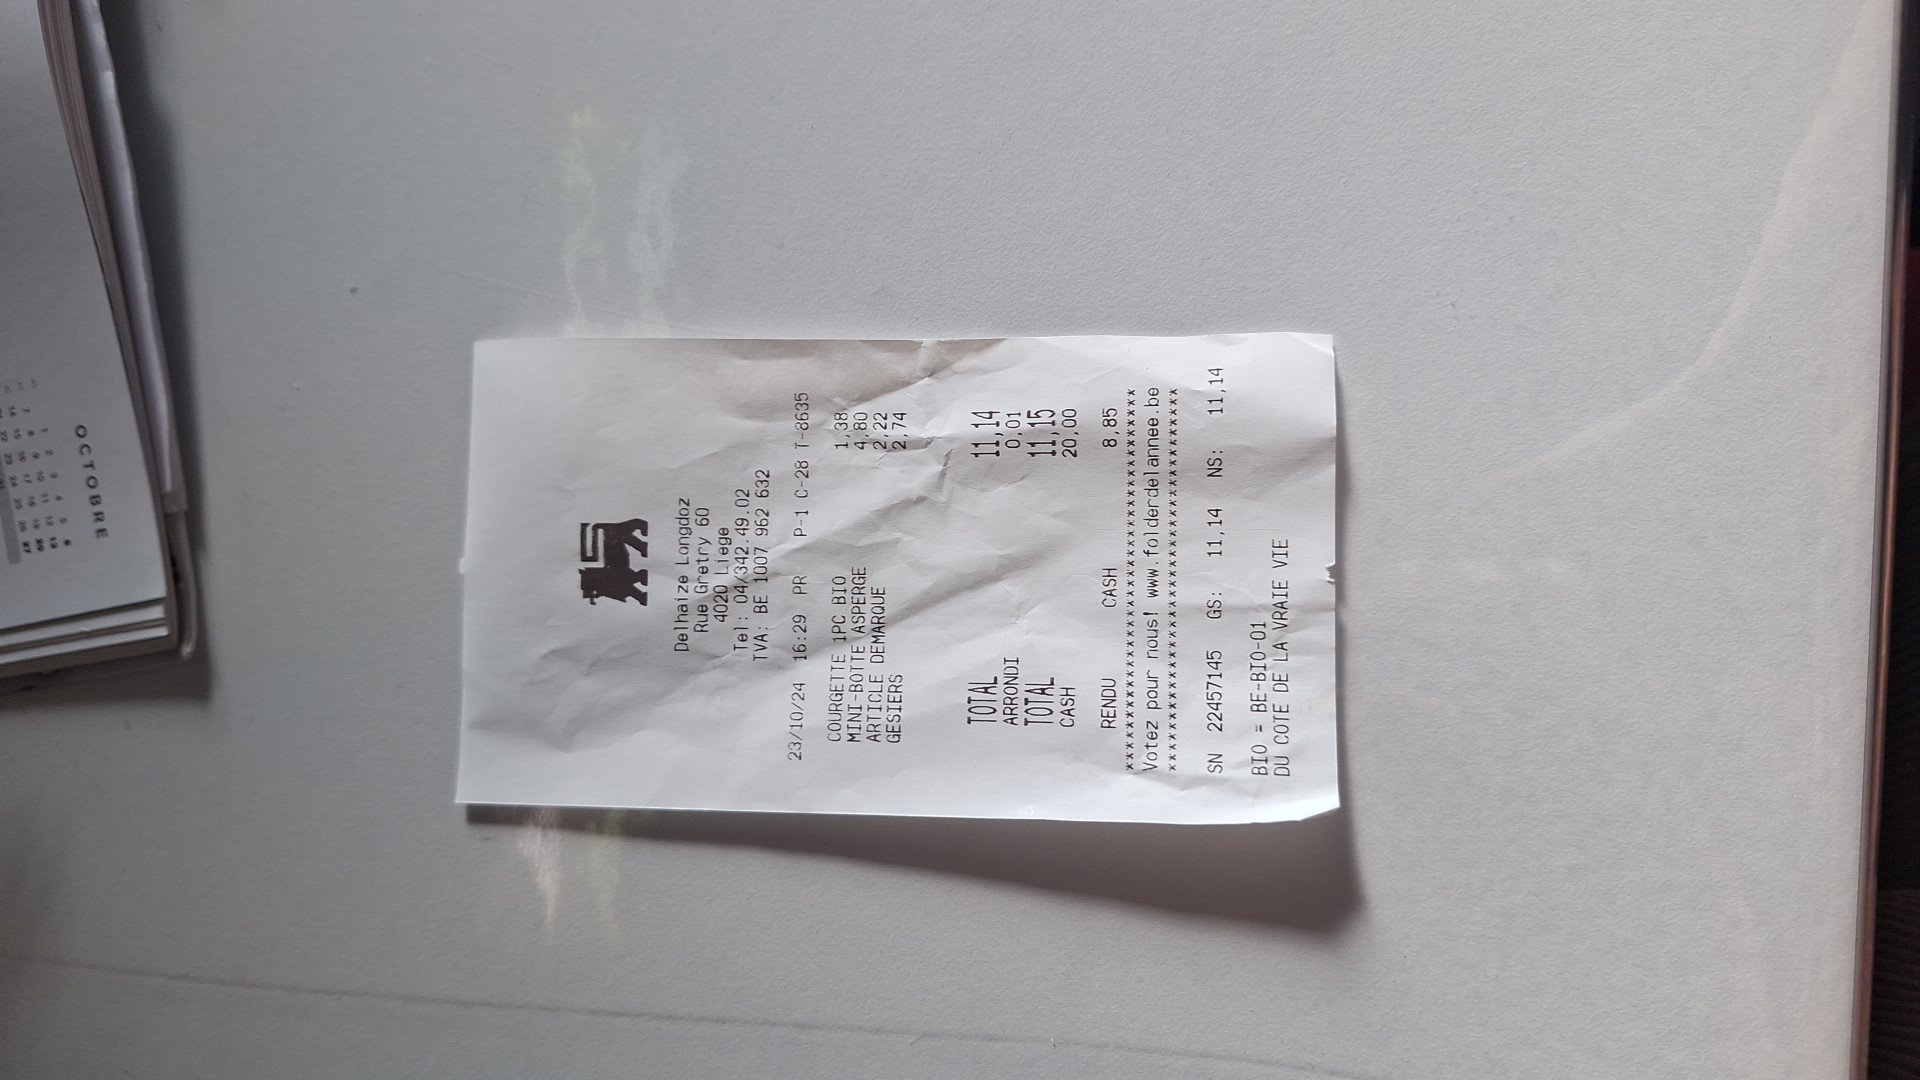 Delhaize Longdoz
Rue Gretry 60
4020 Liege
Tel: 04/342.49.02
TVA: BE 1007 962 632
23/10/24 16:29 PR P-1 C-28 T-8635
COURGETTE 1PC BIO 1,38
MINI-BOTTE ASPERGE 4,80
ARTICLE DEMARQUE 2,22
GESIERS 2,74
TOTAL 11,14
ARRONDI 0,01
TOTAL 11,15
CASH 20,00
RENDU CASH 8,85
****************************************
Votez pour nous! www.folderdelannee.be
****************************************
SN 22457145 GS: 11,14 NS: 11,14
BIO = BE-BIO-01
DU COTE DE LA VRAIE VIE
OCTOBRE